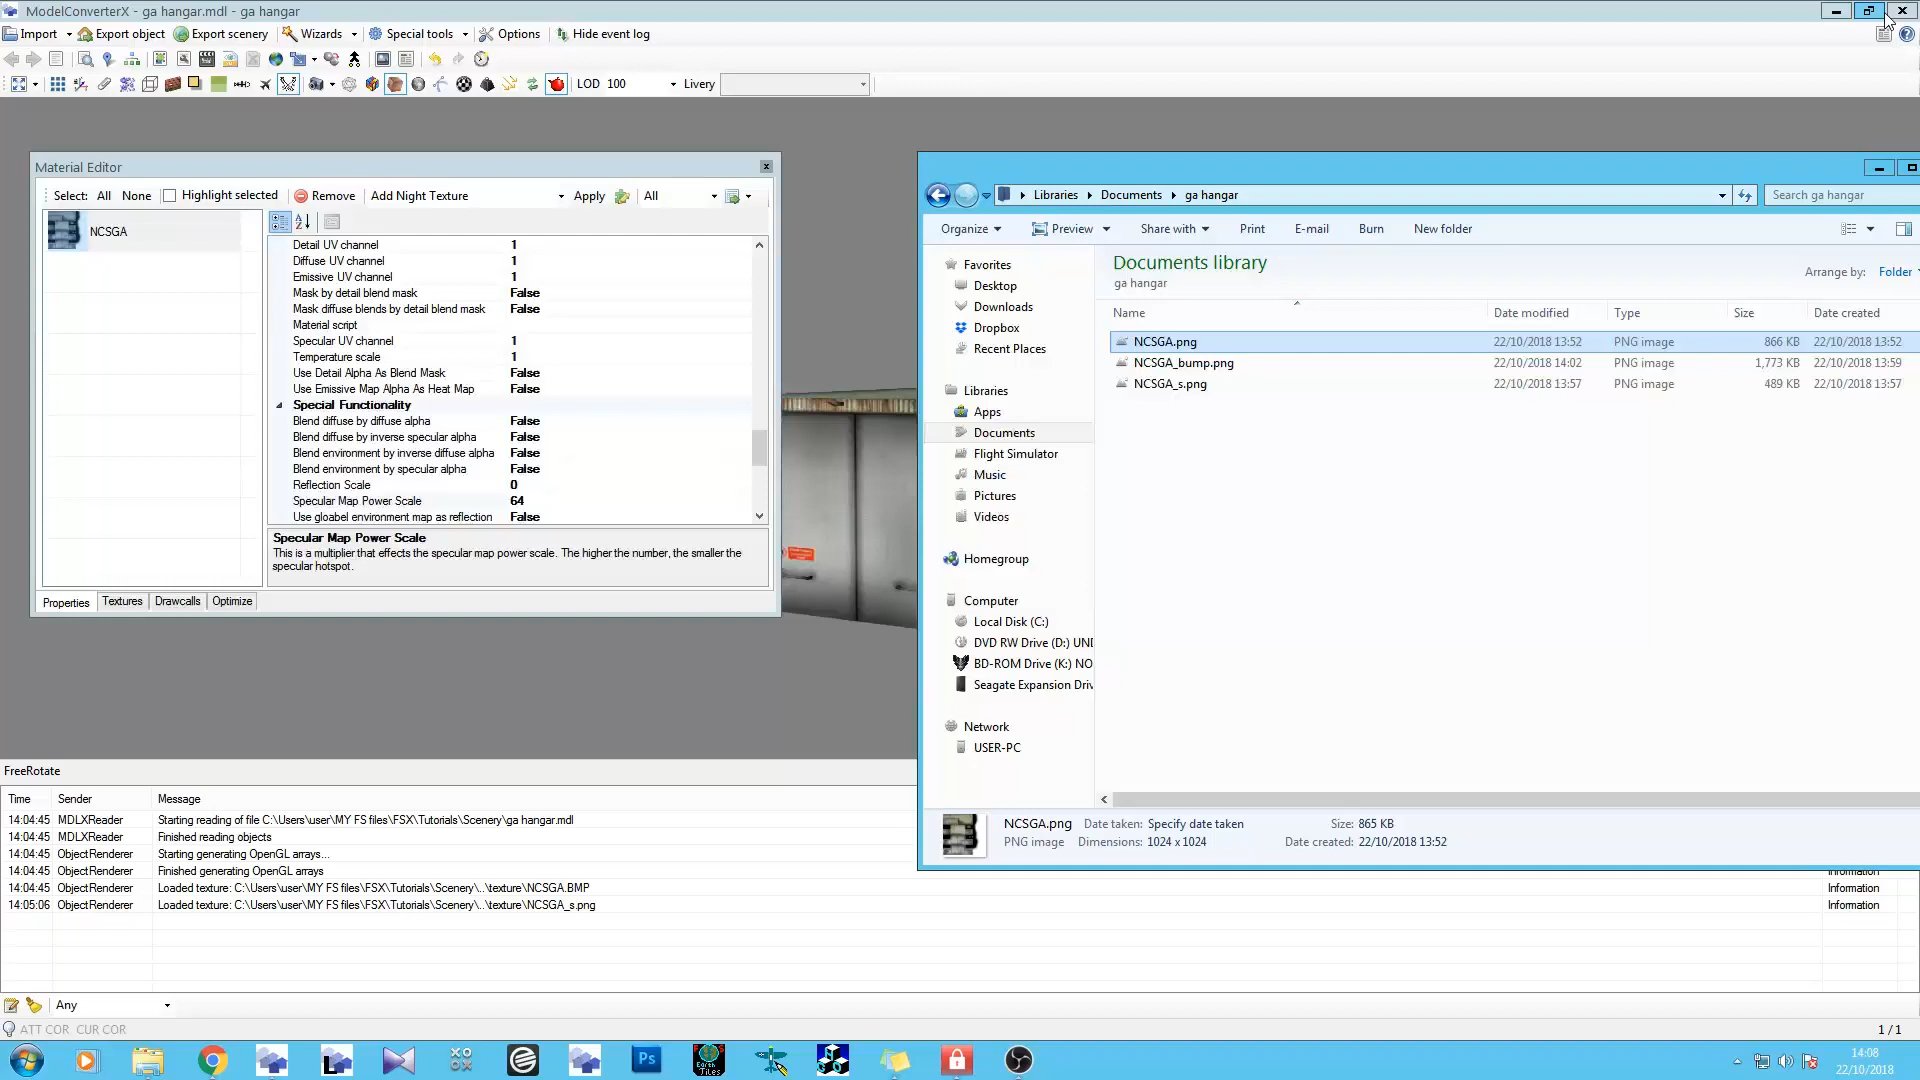 ModelConverterX - ga hangar.mdl - ga hangar
Import Export object Export scenery Wizards Special tools Options Hide event log
LOD 100 Livery
Material Editor
Select: All None Highlight selected Remove Add Night Texture Apply All
NCSGA
Detail UV channel 1
Diffuse UV channel 1
Emissive UV channel 1
Mask by detail blend mask False
Mask diffuse blends by detail blend mask False
Material script
Specular UV channel 1
Temperature scale 1
Use Detail Alpha As Blend Mask False
Use Emissive Map Alpha As Heat Map False
Special Functionality
Blend diffuse by diffuse alpha False
Blend diffuse by inverse specular alpha False
Blend environment by inverse diffuse alpha False
Blend environment by specular alpha False
Reflection Scale 0
Specular Map Power Scale 64
Use gloabel environment map as reflection False
Specular Map Power Scale
This is a multiplier that effects the specular map power scale. The higher the number, the smaller the
specular hotspot.
Properties Textures Drawcalls Optimize
Libraries Documents ga hangar Search ga hangar
Organize Preview Share with Print E-mail Burn New folder
Documents library
ga hangar
Arrange by: Folder
Name Date modified Type Size Date created
NCSGA.png 22/10/2018 13:52 PNG image 866 KB 22/10/2018 13:52
NCSGA_bump.png 22/10/2018 14:02 PNG image 1,773 KB 22/10/2018 13:59
NCSGA_s.png 22/10/2018 13:57 PNG image 489 KB 22/10/2018 13:57
Favorites
Desktop
Downloads
Dropbox
Recent Places
Libraries
Apps
Documents
Flight Simulator
Music
Pictures
Videos
Homegroup
Computer
Local Disk (C:)
DVD RW Drive (D:) UNI
BD-ROM Drive (K:) NO
Seagate Expansion Driv
Network
USER-PC
NCSGA.png Date taken: Specify date taken Size: 865 KB
PNG image Dimensions: 1024 x 1024 Date created: 22/10/2018 13:52
FreeRotate
Time Sender Message
14:04:45 MDLXReader Starting reading of file C:\Users\user\MY FS files\FSX\Tutorials\Scenery\ga hangar.mdl
14:04:45 MDLXReader Finished reading objects
14:04:45 ObjectRenderer Starting generating OpenGL arrays...
14:04:45 ObjectRenderer Finished generating OpenGL arrays Information
14:04:45 ObjectRenderer Loaded texture: C:\Users\user\MY FS files\FSX\Tutorials\Scenery\..\texture\NCSGA.BMP Information
14:05:06 ObjectRenderer Loaded texture: C:\Users\user\MY FS files\FSX\Tutorials\Scenery\..\texture\NCSGA_s.png Information
Any
ATT COR CUR COR 1 / 1
Ps
Earth
Tiles
14:08
22/10/2018